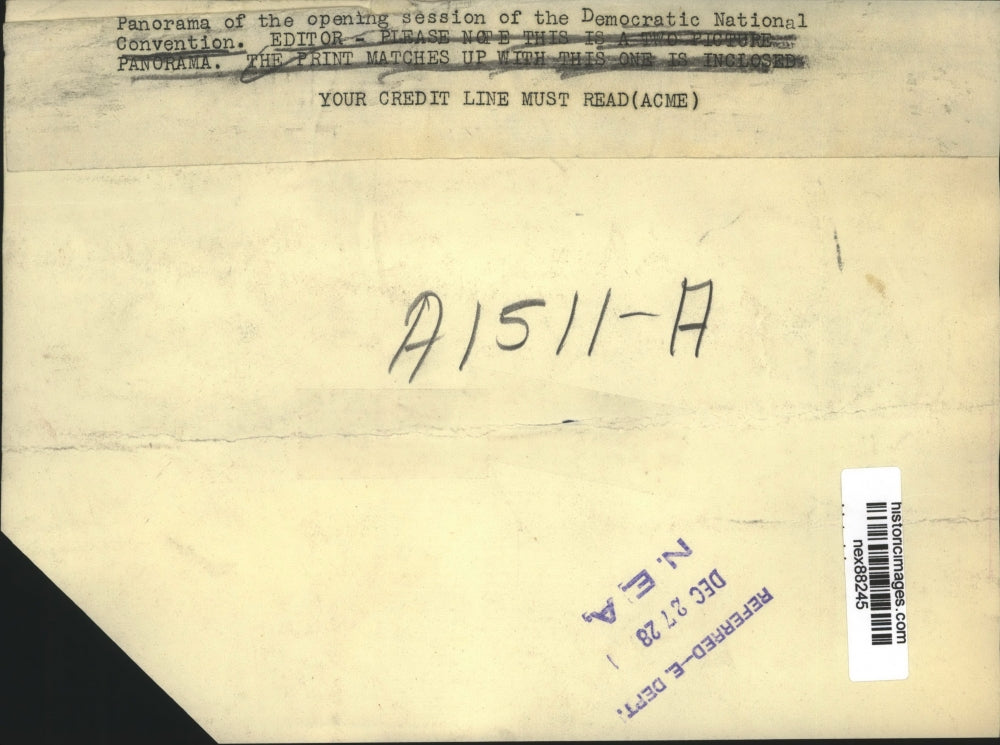 Panorama of the opening session of the Democratic National
Convention. EDITOR - PLEASE NOTE THIS IS A TWO PICTURE
PANORAMA. THE PRINT MATCHES UP WITH THIS ONE IS INCLOSED.
YOUR CREDIT LINE MUST READ(ACME)
A1511-A
historicimages.com
nex88245
REFERRED-E. DEPT.
DEC 27 28
N.E.A.